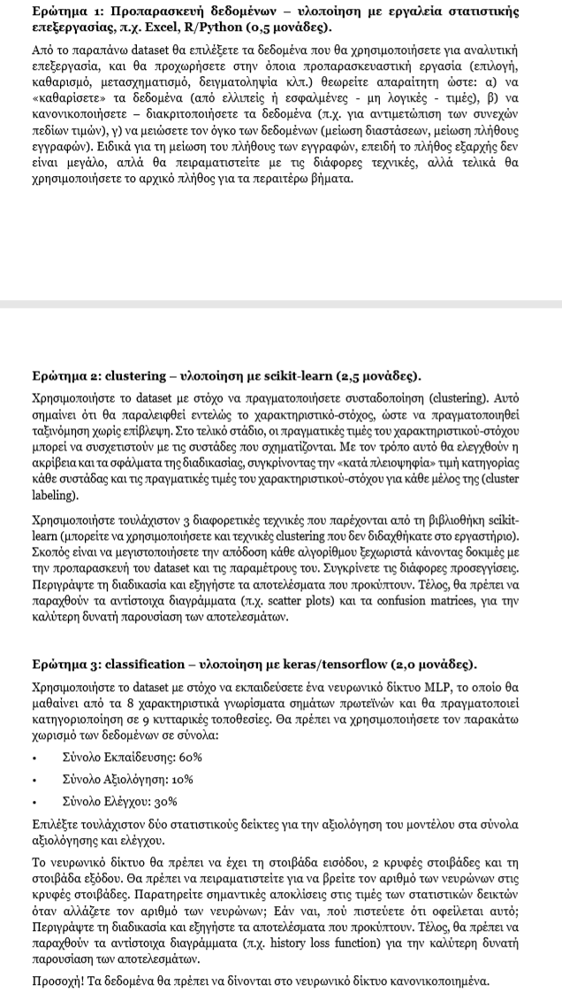 Ερώτημα 1: Προπαρασκευή δεδομένων – υλοποίηση με εργαλεία στατιστικής
επεξεργασίας, π.χ. Excel, R/Python (0,5 μονάδες).
Από το παραπάνω dataset θα επιλέξετε τα δεδομένα που θα χρησιμοποιήσετε για αναλυτική
επεξεργασία, και θα προχωρήσετε στην όποια προπαρασκευαστική εργασία (επιλογή,
καθαρισμό, μετασχηματισμό, δειγματοληψία κλπ.) θεωρείτε απαραίτητη ώστε: α) να
«καθαρίσετε» τα δεδομένα (από ελλιπείς ή εσφαλμένες - μη λογικές - τιμές), β) να
κανονικοποιήσετε – διακριτοποιήσετε τα δεδομένα (π.χ. για αντιμετώπιση των συνεχών
πεδίων τιμών), γ) να μειώσετε τον όγκο των δεδομένων (μείωση διαστάσεων, μείωση πλήθους
εγγραφών). Ειδικά για τη μείωση του πλήθους των εγγραφών, επειδή το πλήθος εξαρχής δεν
είναι μεγάλο, απλά θα πειραματιστείτε με τις διάφορες τεχνικές, αλλά τελικά θα
χρησιμοποιήσετε το αρχικό πλήθος για τα περαιτέρω βήματα.
Ερώτημα 2: clustering – υλοποίηση με scikit-learn (2,5 μονάδες).
Χρησιμοποιήστε το dataset με στόχο να πραγματοποιήσετε συσταδοποίηση (clustering). Αυτό
σημαίνει ότι θα παραλειφθεί εντελώς το χαρακτηριστικό-στόχος, ώστε να πραγματοποιηθεί
ταξινόμηση χωρίς επίβλεψη. Στο τελικό στάδιο, οι πραγματικές τιμές του χαρακτηριστικού-στόχου
μπορεί να συσχετιστούν με τις συστάδες που σχηματίζονται. Με τον τρόπο αυτό θα ελεγχθούν η
ακρίβεια και τα σφάλματα της διαδικασίας, συγκρίνοντας την «κατά πλειοψηφία» τιμή κατηγορίας
κάθε συστάδας και τις πραγματικές τιμές του χαρακτηριστικού-στόχου για κάθε μέλος της (cluster
labeling).
Χρησιμοποιήστε τουλάχιστον 3 διαφορετικές τεχνικές που παρέχονται από τη βιβλιοθήκη scikit-
learn (μπορείτε να χρησιμοποιήσετε και τεχνικές clustering που δεν διδαχθήκατε στο εργαστήριο).
Σκοπός είναι να μεγιστοποιήσετε την απόδοση κάθε αλγορίθμου ξεχωριστά κάνοντας δοκιμές με
την προπαρασκευή του dataset και τις παραμέτρους του. Συγκρίνετε τις διάφορες προσεγγίσεις.
Περιγράψτε τη διαδικασία και εξηγήστε τα αποτελέσματα που προκύπτουν. Τέλος, θα πρέπει να
παραχθούν τα αντίστοιχα διαγράμματα (π.χ. scatter plots) και τα confusion matrices, για την
καλύτερη δυνατή παρουσίαση των αποτελεσμάτων.
Ερώτημα 3: classification – υλοποίηση με keras/tensorflow (2,0 μονάδες).
Χρησιμοποιήστε το dataset με στόχο να εκπαιδεύσετε ένα νευρωνικό δίκτυο MLP, το οποίο θα
μαθαίνει από τα 8 χαρακτηριστικά γνωρίσματα σημάτων πρωτεϊνών και θα πραγματοποιεί
κατηγοριοποίηση σε 9 κυτταρικές τοποθεσίες. Θα πρέπει να χρησιμοποιήσετε τον παρακάτω
χωρισμό των δεδομένων σε σύνολα:
• Σύνολο Εκπαίδευσης: 60%
• Σύνολο Αξιολόγηση: 10%
• Σύνολο Ελέγχου: 30%
Επιλέξτε τουλάχιστον δύο στατιστικούς δείκτες για την αξιολόγηση του μοντέλου στα σύνολα
αξιολόγησης και ελέγχου.
Το νευρωνικό δίκτυο θα πρέπει να έχει τη στοιβάδα εισόδου, 2 κρυφές στοιβάδες και τη
στοιβάδα εξόδου. Θα πρέπει να πειραματιστείτε για να βρείτε τον αριθμό των νευρώνων στις
κρυφές στοιβάδες. Παρατηρείτε σημαντικές αποκλίσεις στις τιμές των στατιστικών δεικτών
όταν αλλάζετε τον αριθμό των νευρώνων; Εάν ναι, πού πιστεύετε ότι οφείλεται αυτό;
Περιγράψτε τη διαδικασία και εξηγήστε τα αποτελέσματα που προκύπτουν. Τέλος, θα πρέπει να
παραχθούν τα αντίστοιχα διαγράμματα (π.χ. history loss function) για την καλύτερη δυνατή
παρουσίαση των αποτελεσμάτων.
Προσοχή! Τα δεδομένα θα πρέπει να δίνονται στο νευρωνικό δίκτυο κανονικοποιημένα.